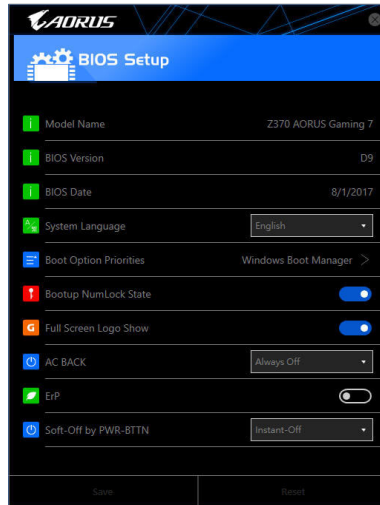 AORUS
BIOS Setup
Model Name Z370 AORUS Gaming 7
BIOS Version D9
BIOS Date 8/1/2017
System Language English
Boot Option Priorities Windows Boot Manager >
Bootup NumLock State
G Full Screen Logo Show
AC BACK Always Off
ErP
Soft-Off by PWR-BTTN Instant-Off
Save Reset